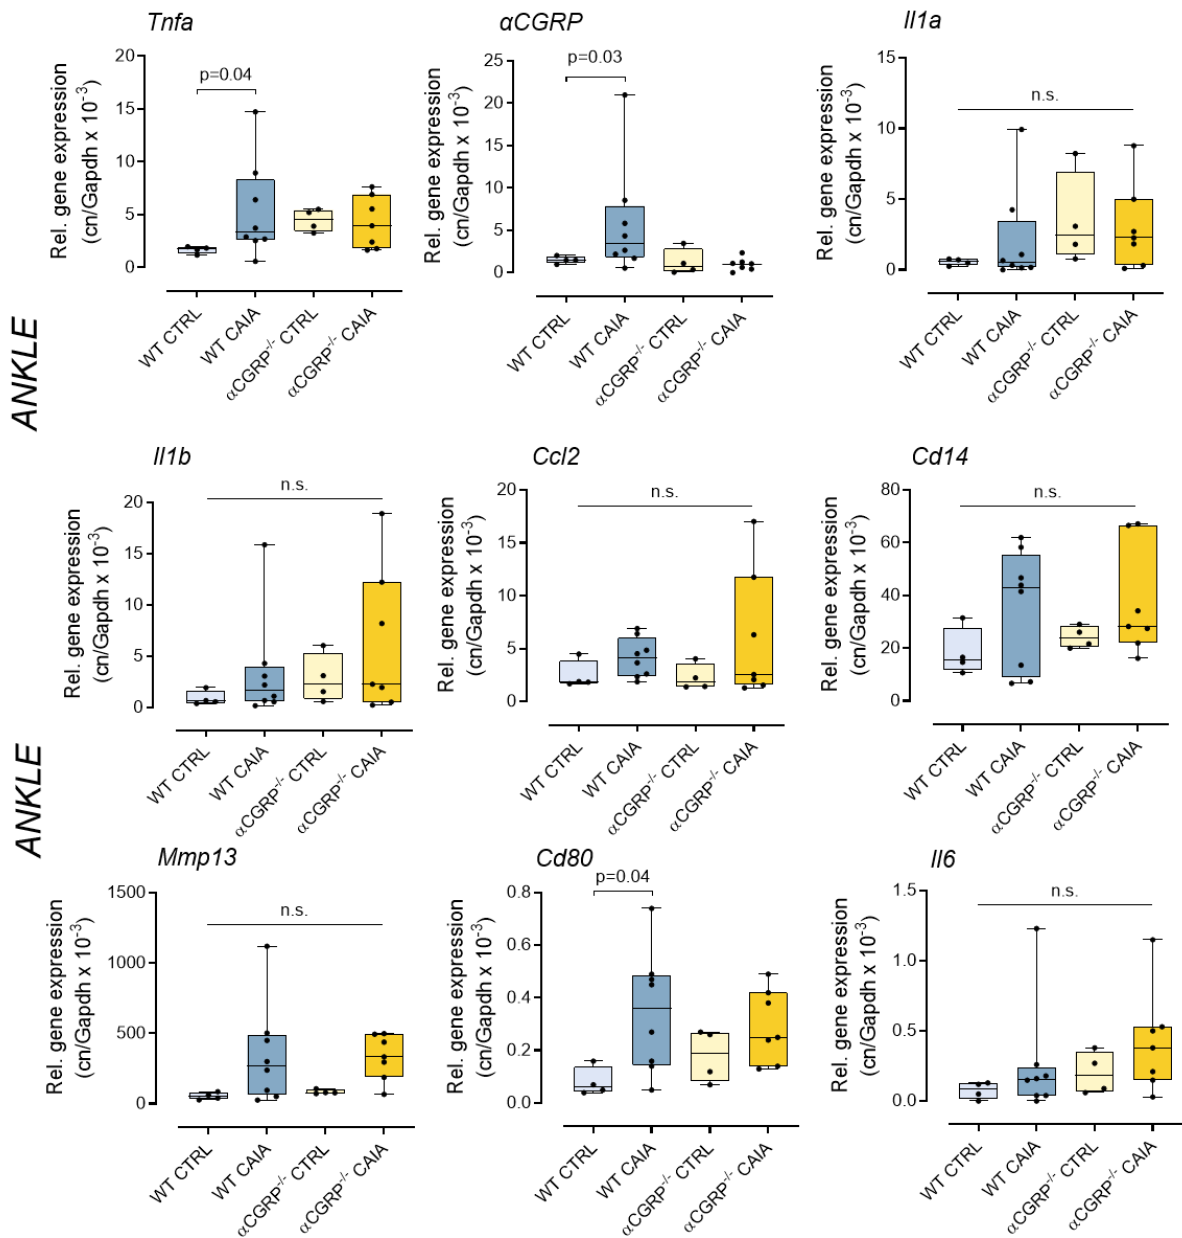 Tnfa
αCGRP
Il1a
Rel. gene expression
(cn/Gapdh x 10⁻³)
20
15
10
5
0
p=0.04
WT CTRL
WT CAIA
αCGRP⁻/⁻ CTRL
αCGRP⁻/⁻ CAIA
Rel. gene expression
(cn/Gapdh x 10⁻³)
25
20
15
10
5
0
p=0.03
WT CTRL
WT CAIA
αCGRP⁻/⁻ CTRL
αCGRP⁻/⁻ CAIA
Rel. gene expression
(cn/Gapdh x 10⁻³)
15
10
5
0
n.s.
WT CTRL
WT CAIA
αCGRP⁻/⁻ CTRL
αCGRP⁻/⁻ CAIA
ANKLE
Il1b
Ccl2
Cd14
Rel. gene expression
(cn/Gapdh x 10⁻³)
20
15
10
5
0
n.s.
WT CTRL
WT CAIA
αCGRP⁻/⁻ CTRL
αCGRP⁻/⁻ CAIA
Rel. gene expression
(cn/Gapdh x 10⁻³)
20
15
10
5
0
n.s.
WT CTRL
WT CAIA
αCGRP⁻/⁻ CTRL
αCGRP⁻/⁻ CAIA
Rel. gene expression
(cn/Gapdh x 10⁻³)
80
60
40
20
0
n.s.
WT CTRL
WT CAIA
αCGRP⁻/⁻ CTRL
αCGRP⁻/⁻ CAIA
ANKLE
Mmp13
Cd80
Il6
Rel. gene expression
(cn/Gapdh x 10⁻³)
1500
1000
500
0
n.s.
WT CTRL
WT CAIA
αCGRP⁻/⁻ CTRL
αCGRP⁻/⁻ CAIA
Rel. gene expression
(cn/Gapdh x 10⁻³)
0.8
0.6
0.4
0.2
0.0
p=0.04
WT CTRL
WT CAIA
αCGRP⁻/⁻ CTRL
αCGRP⁻/⁻ CAIA
Rel. gene expression
(cn/Gapdh x 10⁻³)
1.5
1.0
0.5
0.0
n.s.
WT CTRL
WT CAIA
αCGRP⁻/⁻ CTRL
αCGRP⁻/⁻ CAIA